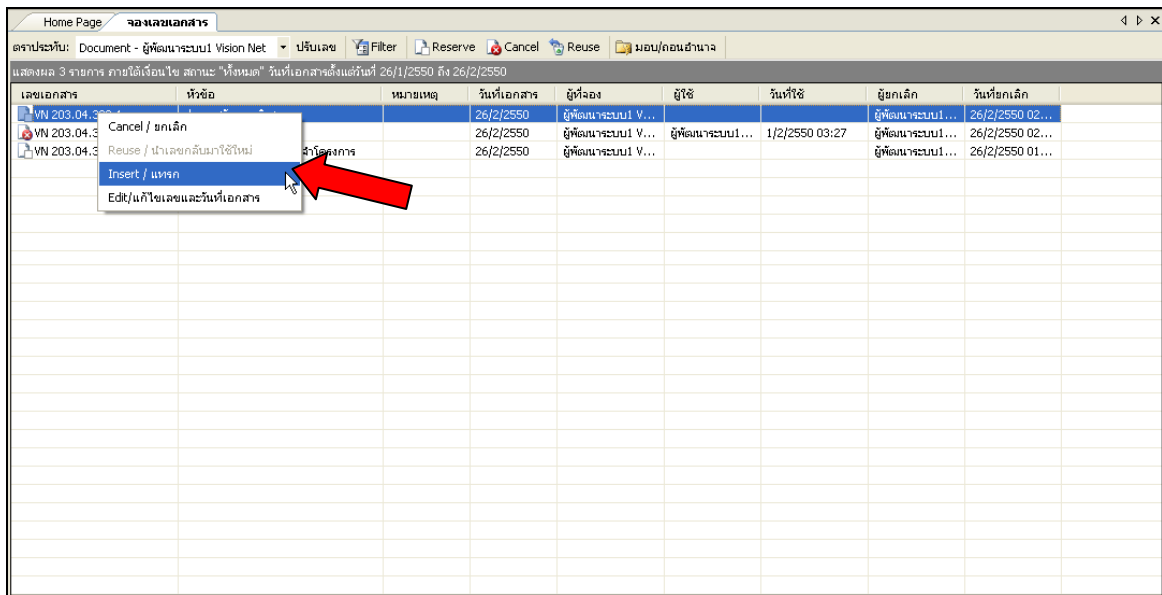 Home Page จองเลขเอกสาร
ตราประทับ: Document - ผู้พัฒนาระบบ1 Vision Net ปรับเลข Filter Reserve Cancel Reuse มอบ/ถอนอำนาจ
แสดงผล 3 รายการ ภายใต้เงื่อนไข สถานะ "ทั้งหมด" วันที่เอกสารตั้งแต่วันที่ 26/1/2550 ถึง 26/2/2550
เลขเอกสาร หัวข้อ หมายเหตุ วันที่เอกสาร ผู้ที่จอง ผู้ใช้ วันที่ใช้ ผู้ยกเลิก วันที่ยกเลิก
VN 203.04.3 26/2/2550 ผู้พัฒนาระบบ1 V... ผู้พัฒนาระบบ1... 26/2/2550 02...
VN 203.04.3 26/2/2550 ผู้พัฒนาระบบ1 V... ผู้พัฒนาระบบ1... 1/2/2550 03:27 ผู้พัฒนาระบบ1... 26/2/2550 02...
VN 203.04.3 โครงการ 26/2/2550 ผู้พัฒนาระบบ1 V... ผู้พัฒนาระบบ1... 26/2/2550 01...
Cancel / ยกเลิก
Reuse / นำเลขกลับมาใช้ใหม่
Insert / แทรก
Edit/แก้ไขเลขและวันที่เอกสาร